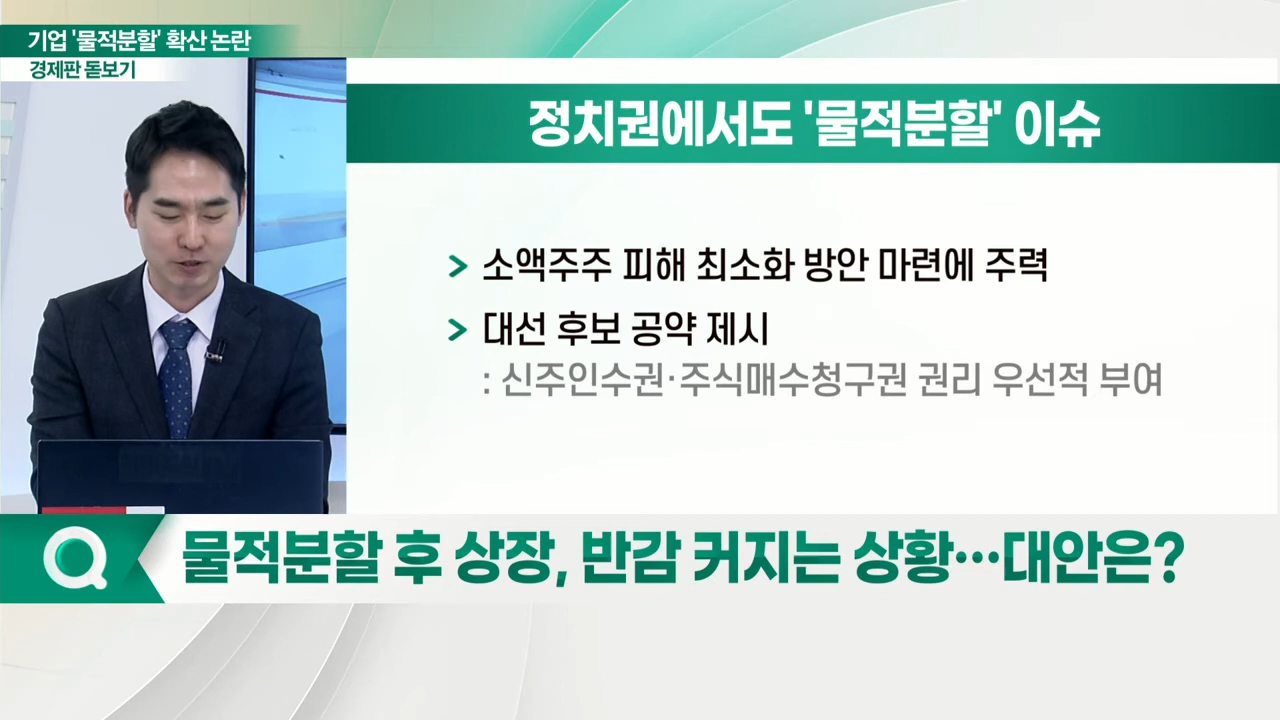 기업 '물적분할' 확산 논란
경제판 돋보기
정치권에서도 '물적분할' 이슈
> 소액주주 피해 최소화 방안 마련에 주력
> 대선 후보 공약 제시
: 신주인수권·주식매수청구권 권리 우선적 부여
Q 물적분할 후 상장, 반감 커지는 상황…대안은?